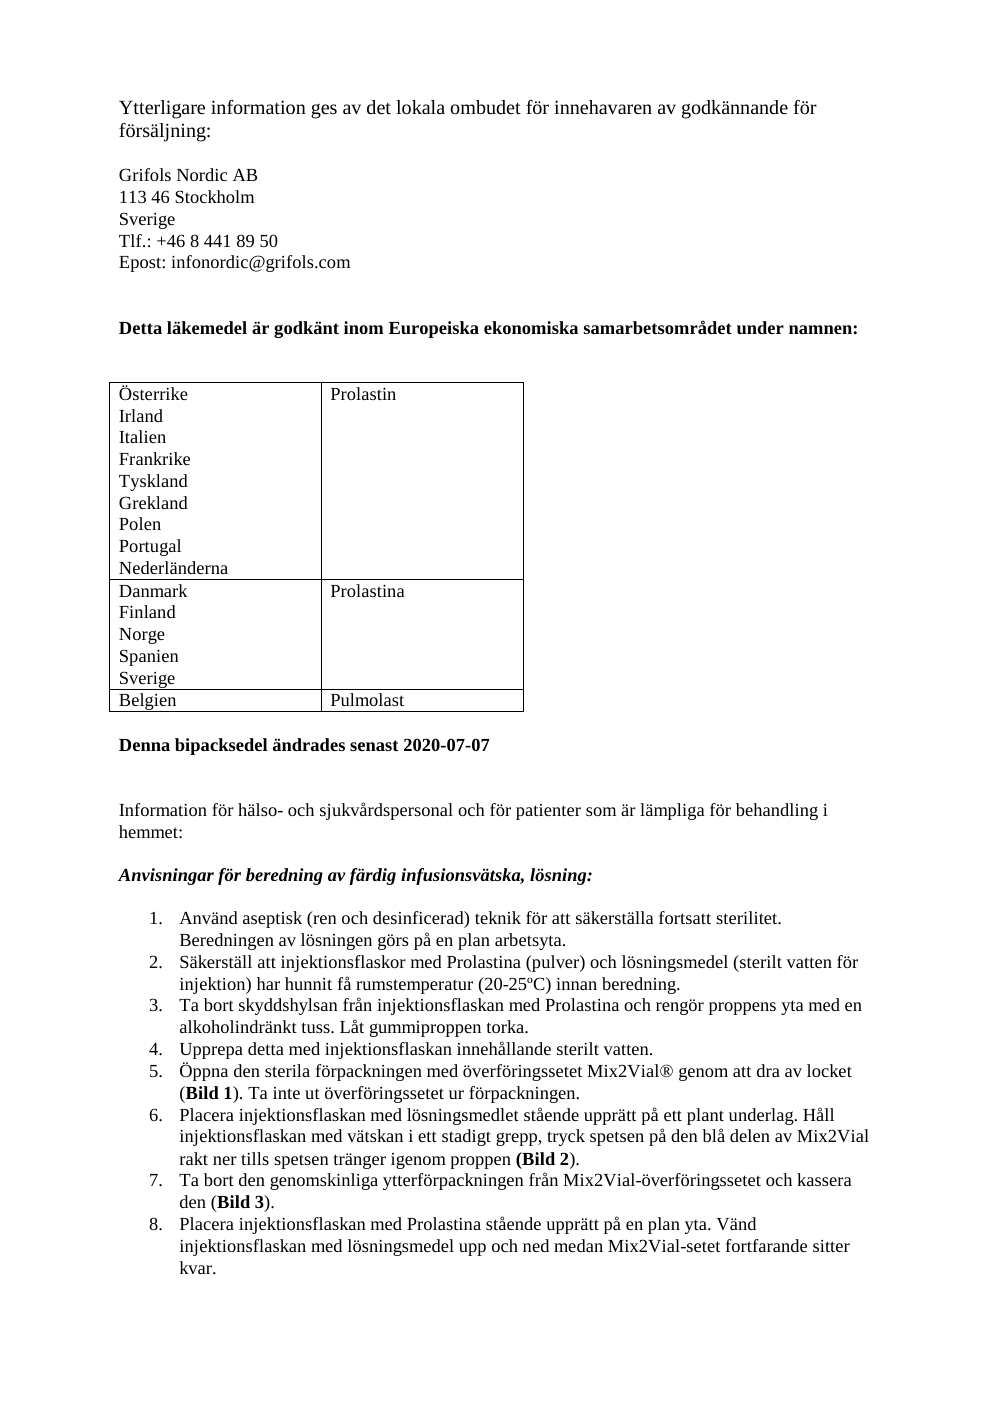 Ytterligare information ges av det lokala ombudet för innehavaren av godkännande för
försäljning:
Grifols Nordic AB
113 46 Stockholm
Sverige
Tlf.: +46 8 441 89 50
Epost: infonordic@grifols.com
Detta läkemedel är godkänt inom Europeiska ekonomiska samarbetsområdet under namnen:
Österrike Prolastin
Irland
Italien
Frankrike
Tyskland
Grekland
Polen
Portugal
Nederländerna
Danmark Prolastina
Finland
Norge
Spanien
Sverige
Belgien Pulmolast
Denna bipacksedel ändrades senast 2020-07-07
Information för hälso- och sjukvårdspersonal och för patienter som är lämpliga för behandling i
hemmet:
Anvisningar för beredning av färdig infusionsvätska, lösning:
1. Använd aseptisk (ren och desinficerad) teknik för att säkerställa fortsatt sterilitet.
Beredningen av lösningen görs på en plan arbetsyta.
2. Säkerställ att injektionsflaskor med Prolastina (pulver) och lösningsmedel (sterilt vatten för
injektion) har hunnit få rumstemperatur (20-25ºC) innan beredning.
3. Ta bort skyddshylsan från injektionsflaskan med Prolastina och rengör proppens yta med en
alkoholindränkt tuss. Låt gummiproppen torka.
4. Upprepa detta med injektionsflaskan innehållande sterilt vatten.
5. Öppna den sterila förpackningen med överföringssetet Mix2Vial® genom att dra av locket
(Bild 1). Ta inte ut överföringssetet ur förpackningen.
6. Placera injektionsflaskan med lösningsmedlet stående upprätt på ett plant underlag. Håll
injektionsflaskan med vätskan i ett stadigt grepp, tryck spetsen på den blå delen av Mix2Vial
rakt ner tills spetsen tränger igenom proppen (Bild 2).
7. Ta bort den genomskinliga ytterförpackningen från Mix2Vial-överföringssetet och kassera
den (Bild 3).
8. Placera injektionsflaskan med Prolastina stående upprätt på en plan yta. Vänd
injektionsflaskan med lösningsmedel upp och ned medan Mix2Vial-setet fortfarande sitter
kvar.